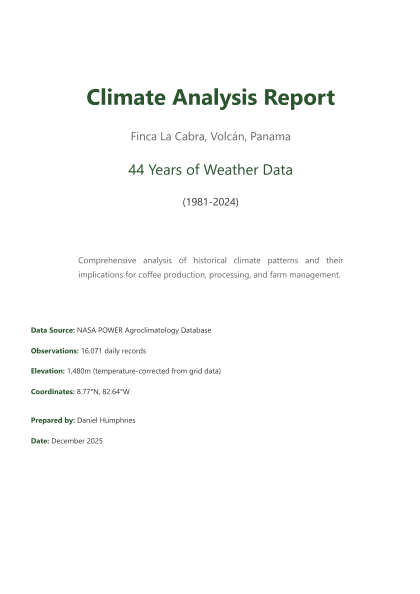 Climate Analysis Report
Finca La Cabra, Volcán, Panama
44 Years of Weather Data
(1981-2024)
Comprehensive analysis of historical climate patterns and their
implications for coffee production, processing, and farm management.
Data Source: NASA POWER Agroclimatology Database
Observations: 16,071 daily records
Elevation: 1,480m (temperature-corrected from grid data)
Coordinates: 8.77°N, 82.64°W
Prepared by: Daniel Humphries
Date: December 2025